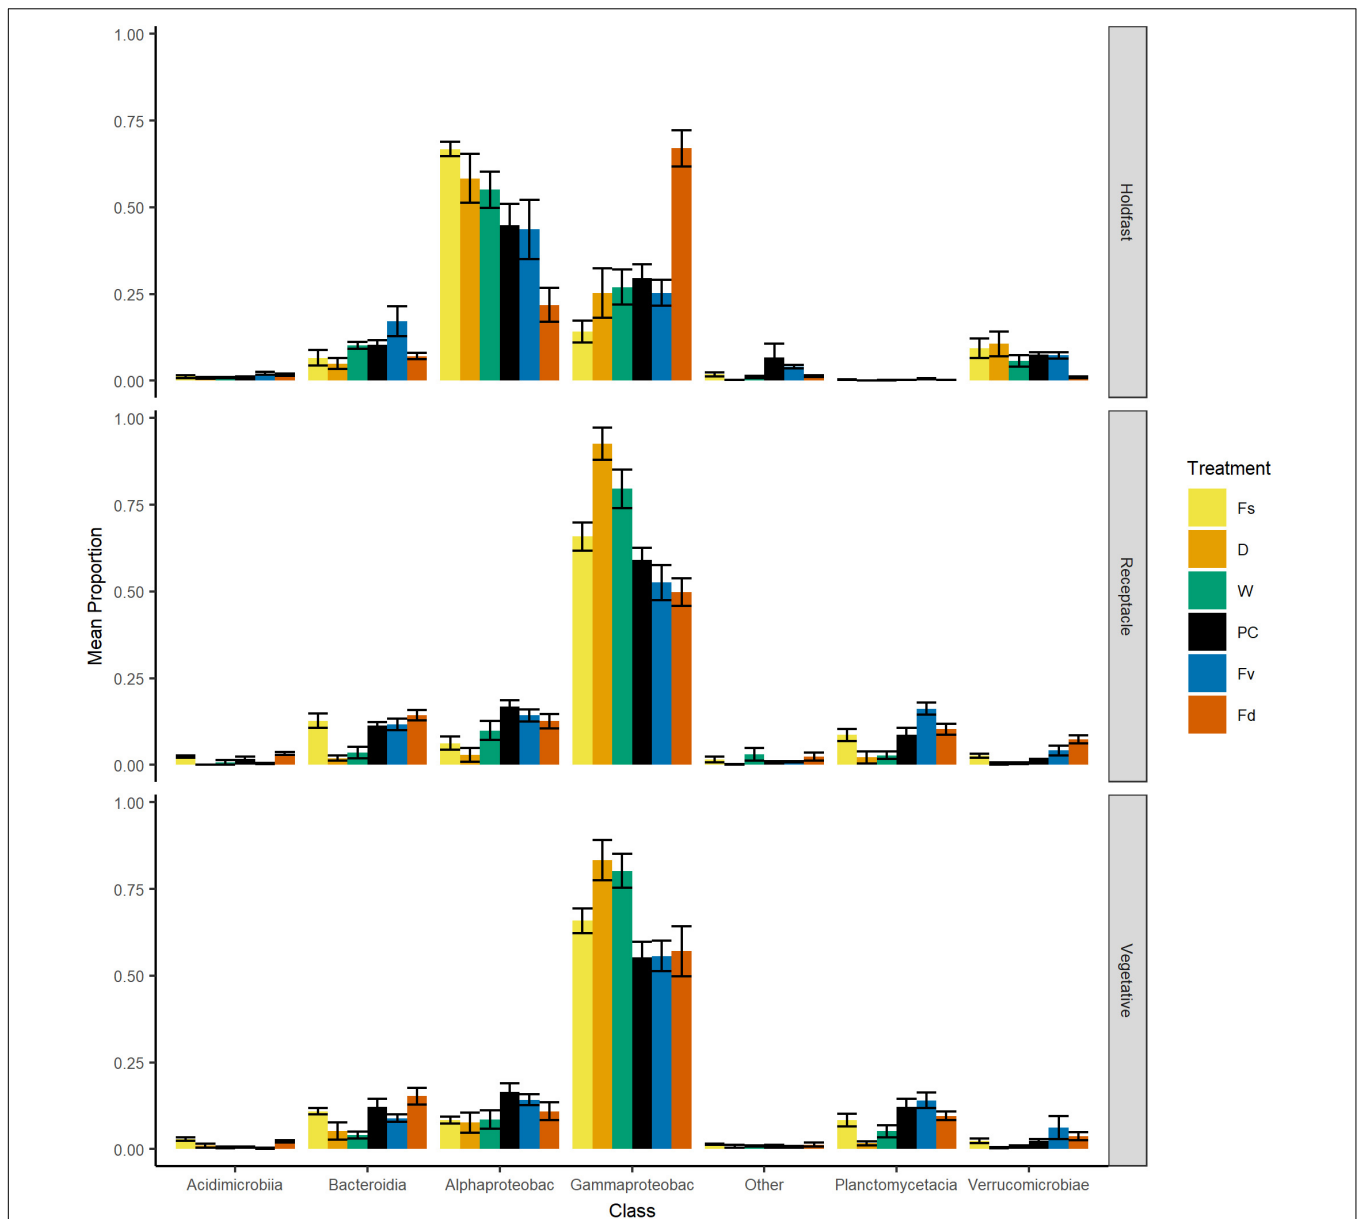 1.00
0.75
0.50
0.25
0.00
Holdfast
1.00
0.75
0.50
0.25
0.00
Receptacle
1.00
0.75
0.50
0.25
0.00
Vegetative
Mean Proportion
Acidimicrobiia Bacteroidia Alphaproteobac Gammaproteobac Other Planctomycetacia Verrucomicrobiae
Class
Treatment
Fs
D
W
PC
Fv
Fd